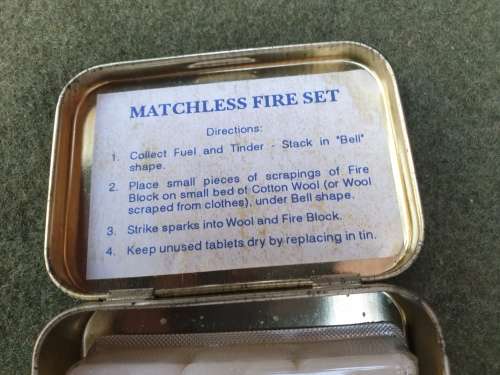 MATCHLESS FIRE SET
Directions:
1. Collect Fuel and Tinder - Stack in "Bell"
shape.
2. Place small pieces of scrapings of Fire
Block on small bed of Cotton Wool (or Wool
scraped from clothes), under Bell shape.
3. Strike sparks into Wool and Fire Block.
4. Keep unused tablets dry by replacing in tin.